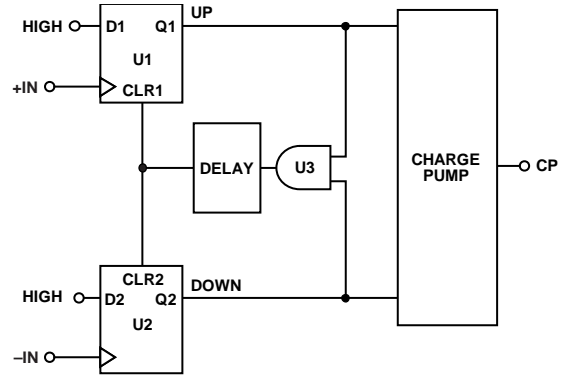 UP
HIGH D1 Q1
U1
+IN
CLR1
DELAY U3 CHARGE
PUMP CP
CLR2
DOWN
HIGH D2 Q2
U2
–IN